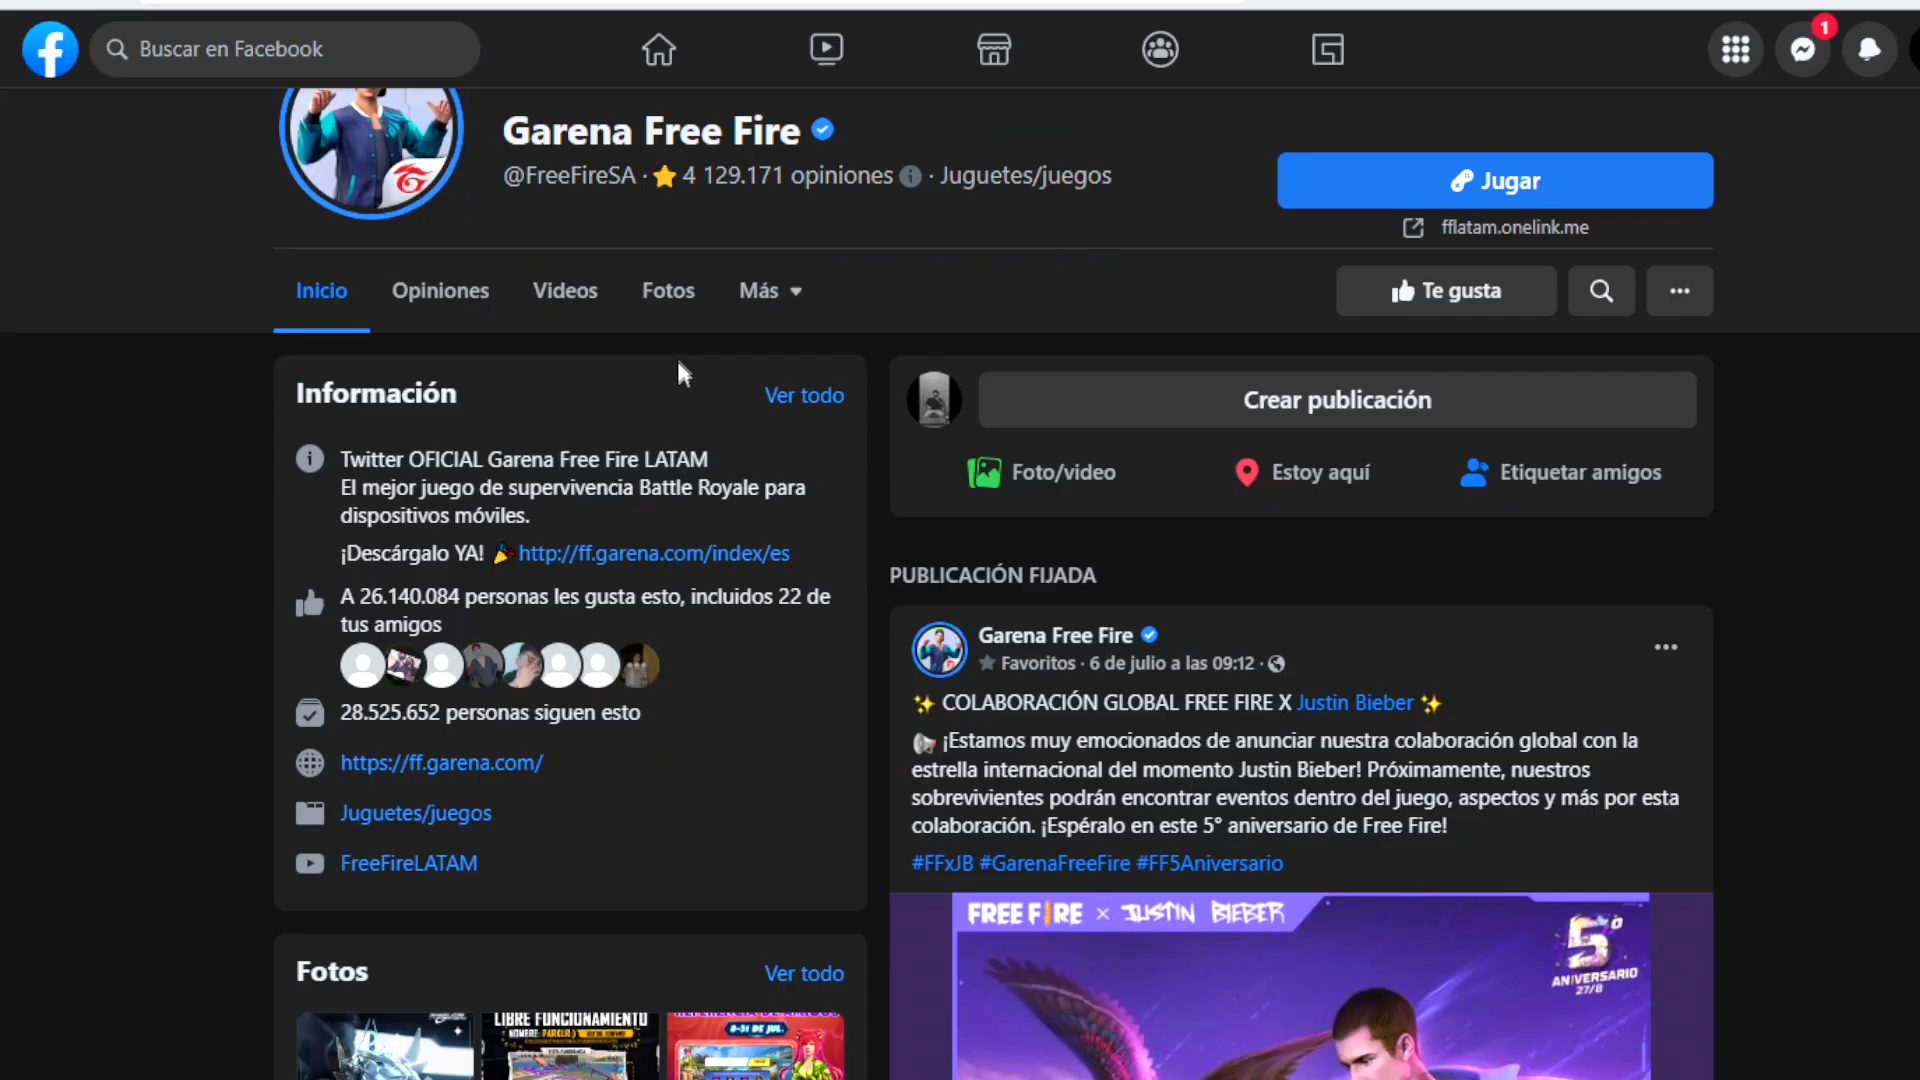 Buscar en Facebook
1
Garena Free Fire
@FreeFireSA · 4 129.171 opiniones · Juguetes/juegos
Jugar
fflatam.onelink.me
Inicio
Opiniones
Videos
Fotos
Más
Te gusta
Información
Ver todo
Twitter OFICIAL Garena Free Fire LATAM
El mejor juego de supervivencia Battle Royale para
dispositivos móviles.
¡Descárgalo YA! http://ff.garena.com/index/es
A 26.140.084 personas les gusta esto, incluidos 22 de
tus amigos
28.525.652 personas siguen esto
https://ff.garena.com/
Juguetes/juegos
FreeFireLATAM
Fotos
Ver todo
LIBRE FUNCIONAMIENTO
8-31 DE JUL.
Crear publicación
Foto/video
Estoy aquí
Etiquetar amigos
PUBLICACIÓN FIJADA
Garena Free Fire
Favoritos · 6 de julio a las 09:12 ·
✨ COLABORACIÓN GLOBAL FREE FIRE X Justin Bieber ✨
¡Estamos muy emocionados de anunciar nuestra colaboración global con la
estrella internacional del momento Justin Bieber! Próximamente, nuestros
sobrevivientes podrán encontrar eventos dentro del juego, aspectos y más por esta
colaboración. ¡Espéralo en este 5° aniversario de Free Fire!
#FFxJB #GarenaFreeFire #FF5Aniversario
FREE FIRE × JUSTIN BIEBER
5º
ANIVERSARIO
27/8